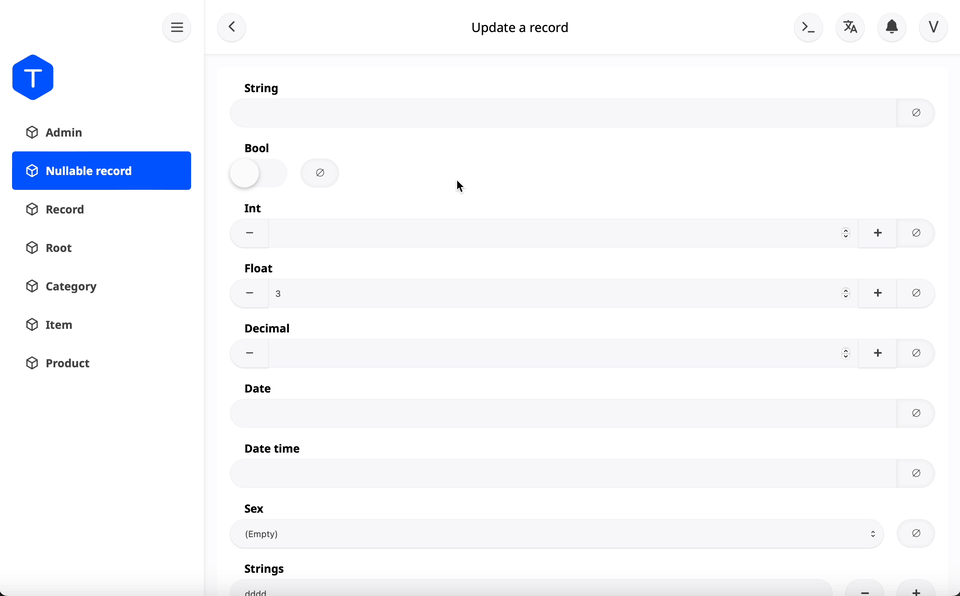 Update a record
V
T
Admin
Nullable record
Record
Root
Category
Item
Product
String
∅
Bool
∅
Int
− + ∅
Float
− 3 + ∅
Decimal
− + ∅
Date
∅
Date time
∅
Sex
(Empty) ∅
Strings
dddd − +